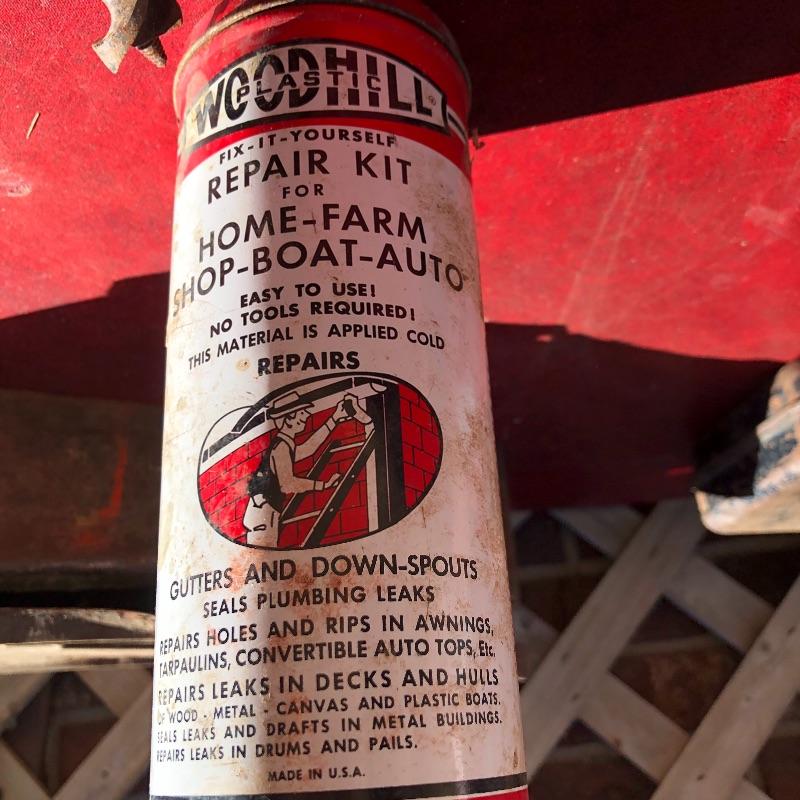 WOODHILL®
PLASTIC
FIX-IT-YOURSELF
REPAIR KIT
FOR
HOME-FARM
SHOP-BOAT-AUTO
EASY TO USE!
NO TOOLS REQUIRED!
THIS MATERIAL IS APPLIED COLD
REPAIRS
GUTTERS AND DOWN-SPOUTS
SEALS PLUMBING LEAKS
REPAIRS HOLES AND RIPS IN AWNINGS,
TARPAULINS, CONVERTIBLE AUTO TOPS, Etc.
REPAIRS LEAKS IN DECKS AND HULLS
OF WOOD - METAL - CANVAS AND PLASTIC BOATS.
SEALS LEAKS AND DRAFTS IN METAL BUILDINGS.
REPAIRS LEAKS IN DRUMS AND PAILS.
MADE IN U.S.A.